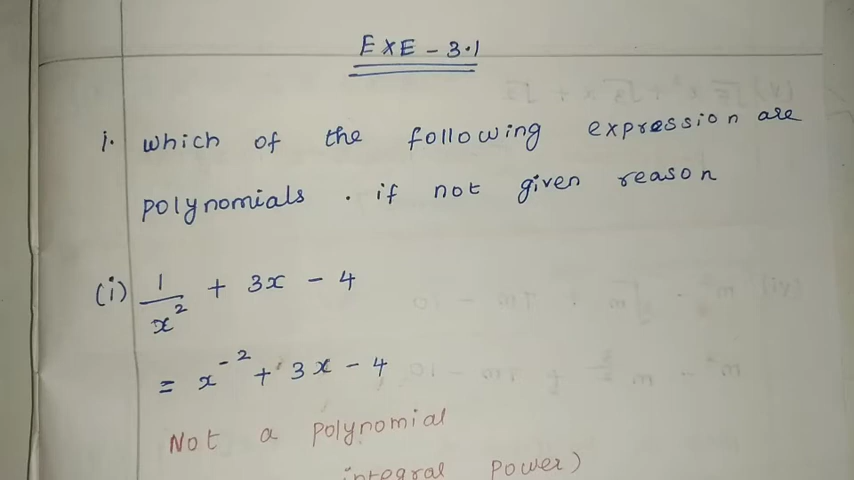 EXE - 3.1
1. which of the following expression are
polynomials . if not given reason
(i) 1/x² + 3x - 4
= x⁻² + 3x - 4
Not a polynomial
integral power)